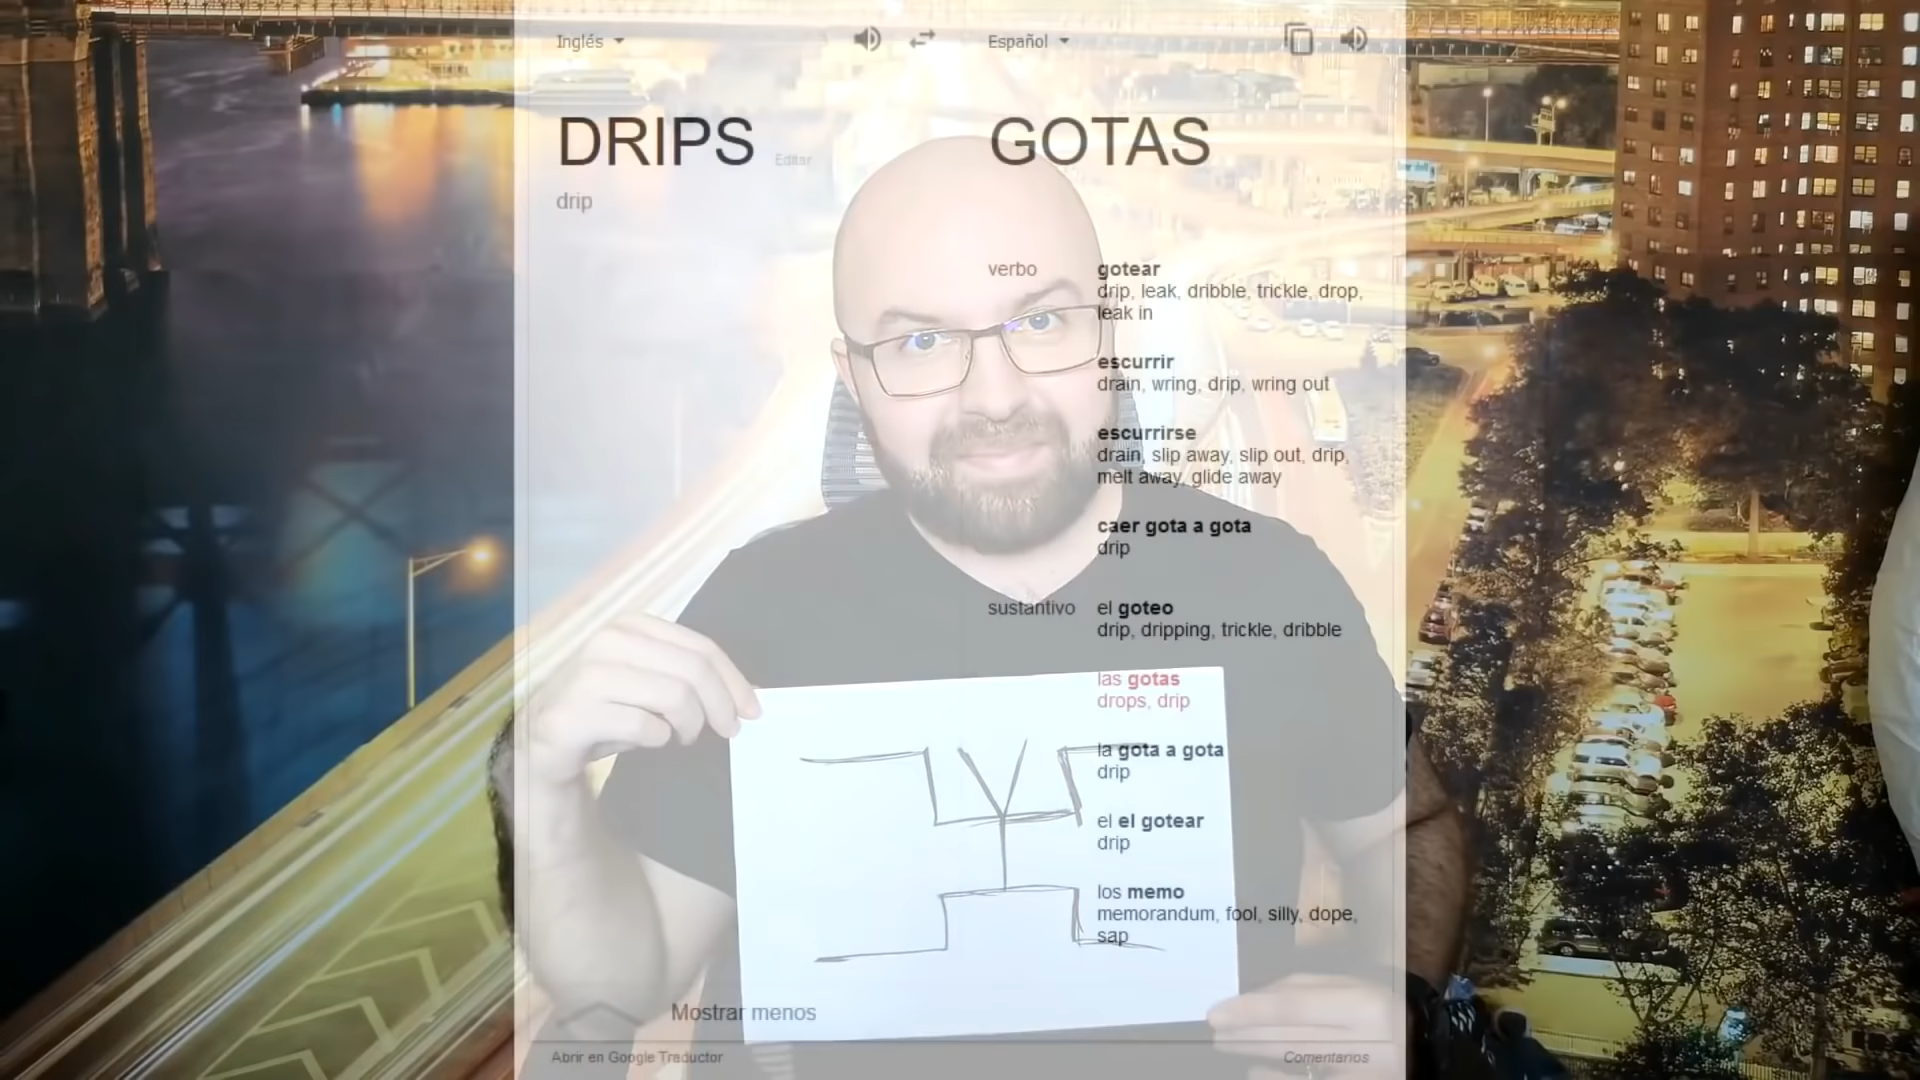 Inglés
Español
DRIPS
Editar
GOTAS
drip
verbo
gotear
drip, leak, dribble, trickle, drop,
leak in
escurrir
drain, wring, drip, wring out
escurrirse
drain, slip away, slip out, drip,
melt away, glide away
caer gota a gota
drip
sustantivo
el goteo
drip, dripping, trickle, dribble
las gotas
drops, drip
la gota a gota
drip
el el gotear
drip
los memo
memorandum, fool, silly, dope,
sap
Mostrar menos
Abrir en Google Traductor
Comentarios